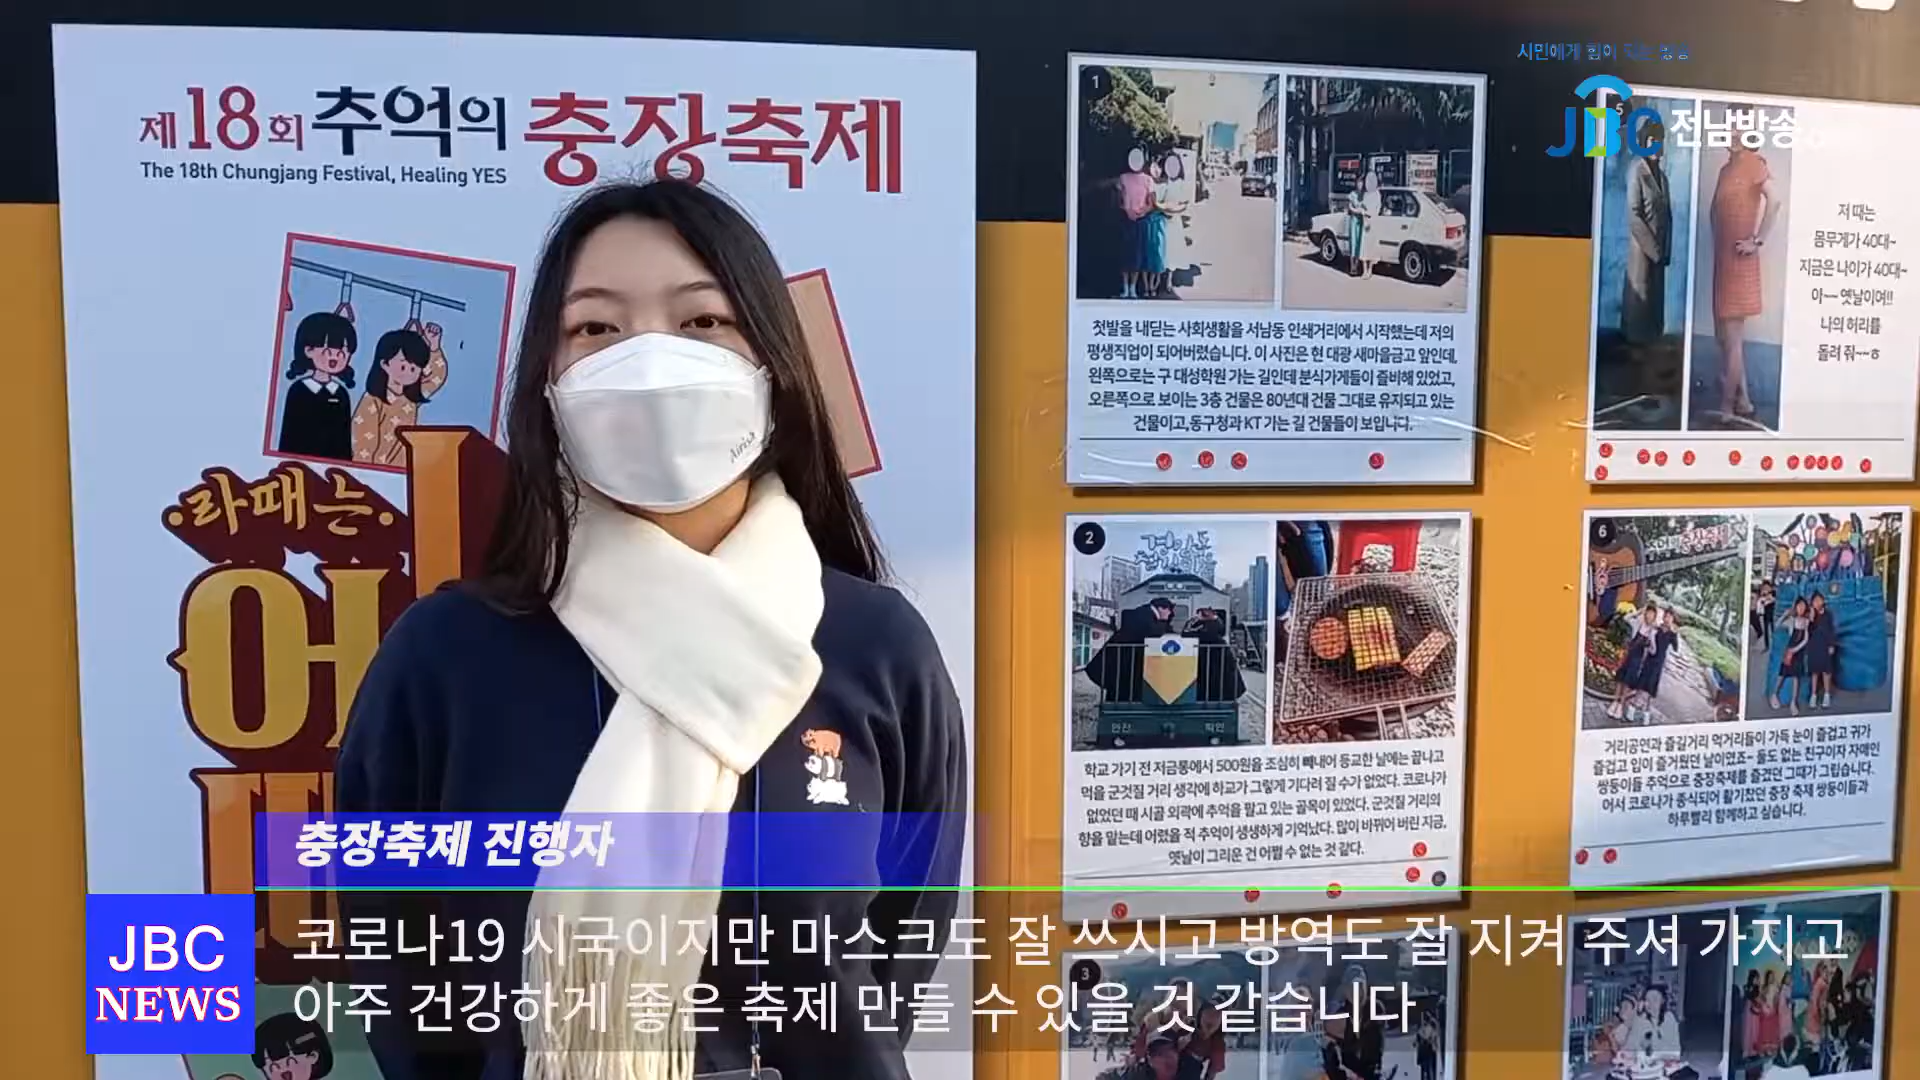 시민에게 힘이
JBC 전남방송
제18회 추억의 충장축제
The 18th Chungjang Festival, Healing YES
라때는
1
첫발을 내딛는 사회생활을 서남동 인쇄거리에서 시작했는데 저의
평생직업이 되어버렸습니다. 이 사진은 현 대광 새마을금고 앞인데,
왼쪽으로는 구 대성학원 가는 길인데 분식가게들이 즐비해 있었고,
오른쪽으로 보이는 3층 건물은 80년대 건물 그대로 유지되고 있는
건물이고,동구청과 KT 가는 길 건물들이 보입니다.
5
저 때는
몸무게가 40대~
지금은 나이가 40대~
아~~ 옛날이여!!
나의 허리를
돌려 줘~~ㅎ
2
학교 가기 전 저금통에서 500원을 조심히 빼내어 등교한 날에는 끝나고
먹을 군것질 거리 생각에 하교가 그렇게 기다려 질 수가 없었다. 코로나가
없었던 때 시골 외곽에 추억을 팔고 있는 골목이 있었다. 군것질 거리의
향을 맡는데 어렸을 적 추억이 생생하게 기억났다. 많이 바뀌어 버린 지금,
옛날이 그리운 건 어쩔 수 없는 것 같다.
6
추억의 충장축제
거리공연과 즐길거리 먹거리들이 가득 눈이 즐겁고 귀가
즐겁고 입이 즐거웠던 날이였죠~ 둘도 없는 친구이자 자매인
쌍둥이들 추억으로 충장축제를 즐겼던 그때가 그립습니다.
어서 코로나가 종식되어 활기찼던 충장 축제 쌍둥이들과
하루빨리 함께하고 싶습니다.
3
Airish
충장축제 진행자
JBC
NEWS
코로나19 시국이지만 마스크도 잘 쓰시고 방역도 잘 지켜 주셔 가지고
아주 건강하게 좋은 축제 만들 수 있을 것 같습니다